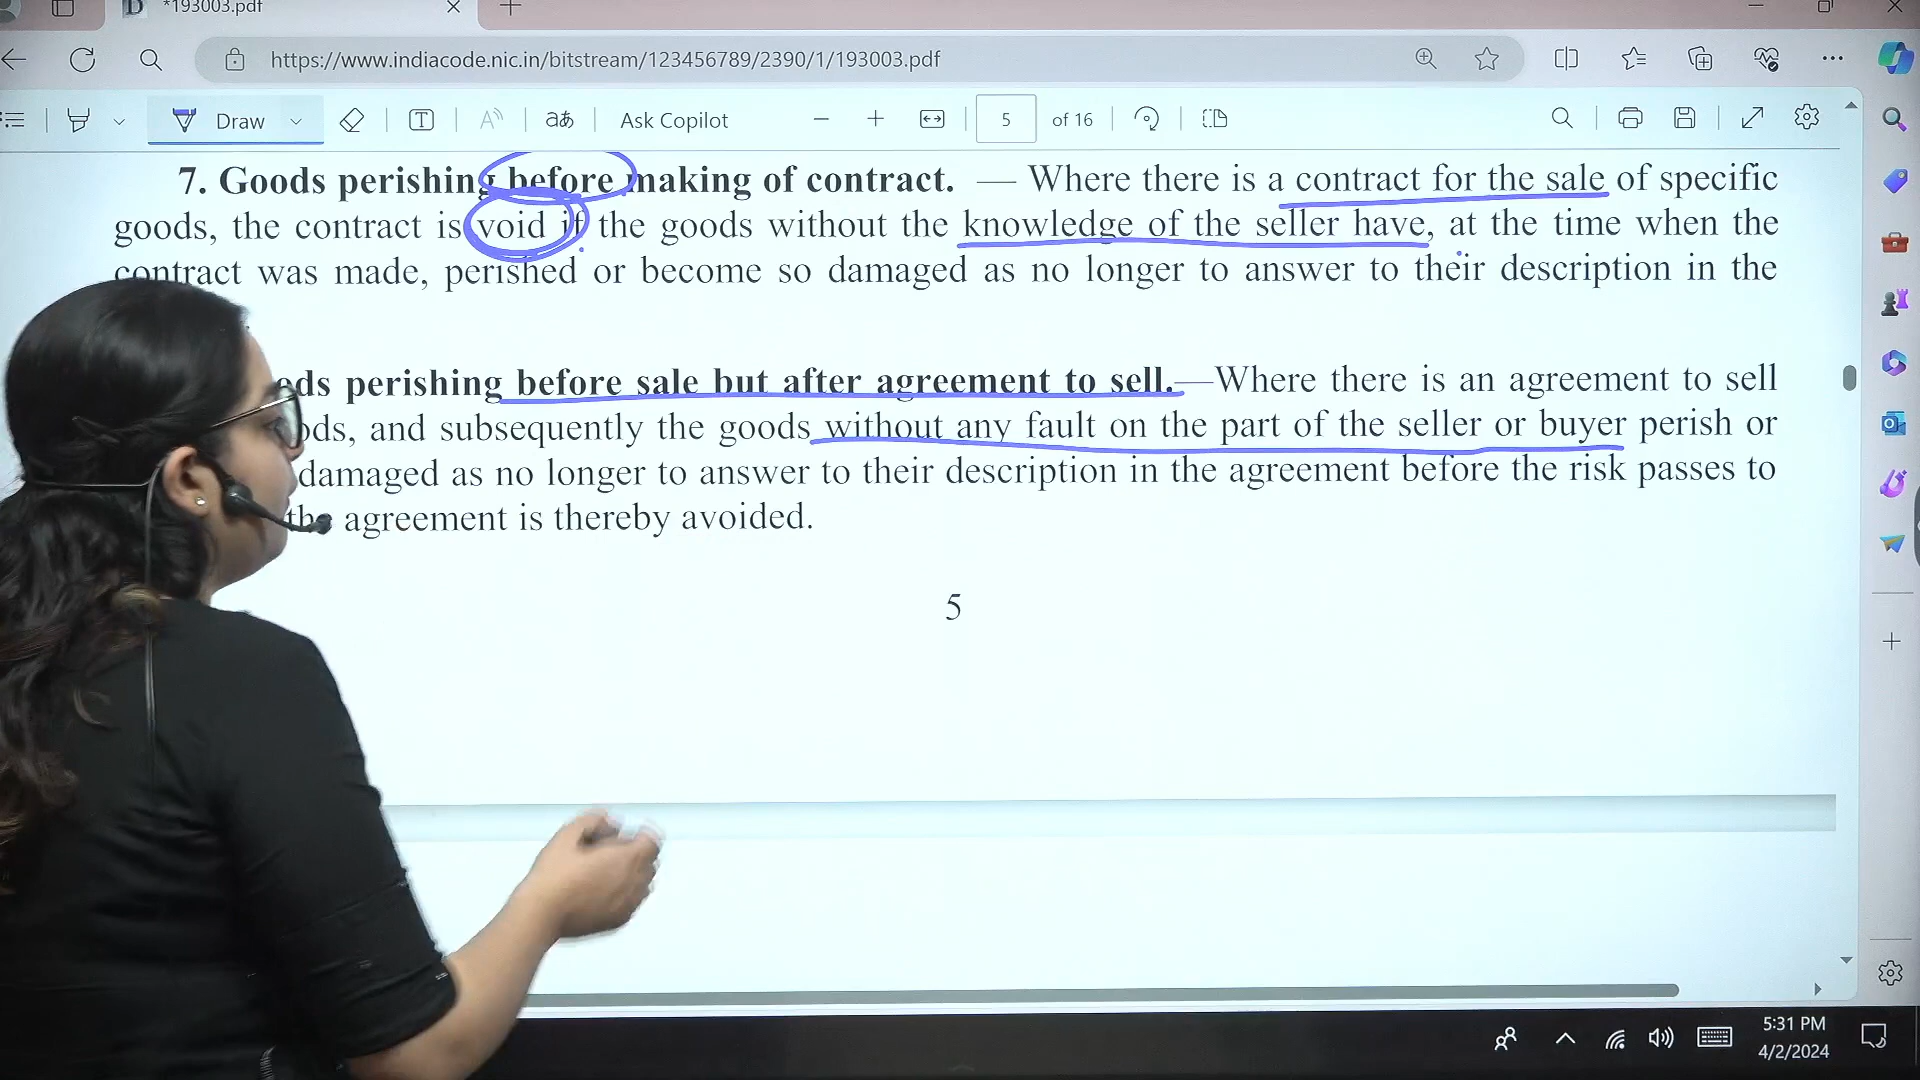 *193003.pdf
https://www.indiacode.nic.in/bitstream/123456789/2390/1/193003.pdf
Draw
T
A
aあ
Ask Copilot
5
of 16
7. Goods perishing before making of contract. — Where there is a contract for the sale of specific
goods, the contract is void if the goods without the knowledge of the seller have, at the time when the
contract was made, perished or become so damaged as no longer to answer to their description in the
ods perishing before sale but after agreement to sell.—Where there is an agreement to sell
ods, and subsequently the goods without any fault on the part of the seller or buyer perish or
damaged as no longer to answer to their description in the agreement before the risk passes to
the agreement is thereby avoided.
5
5:31 PM
4/2/2024